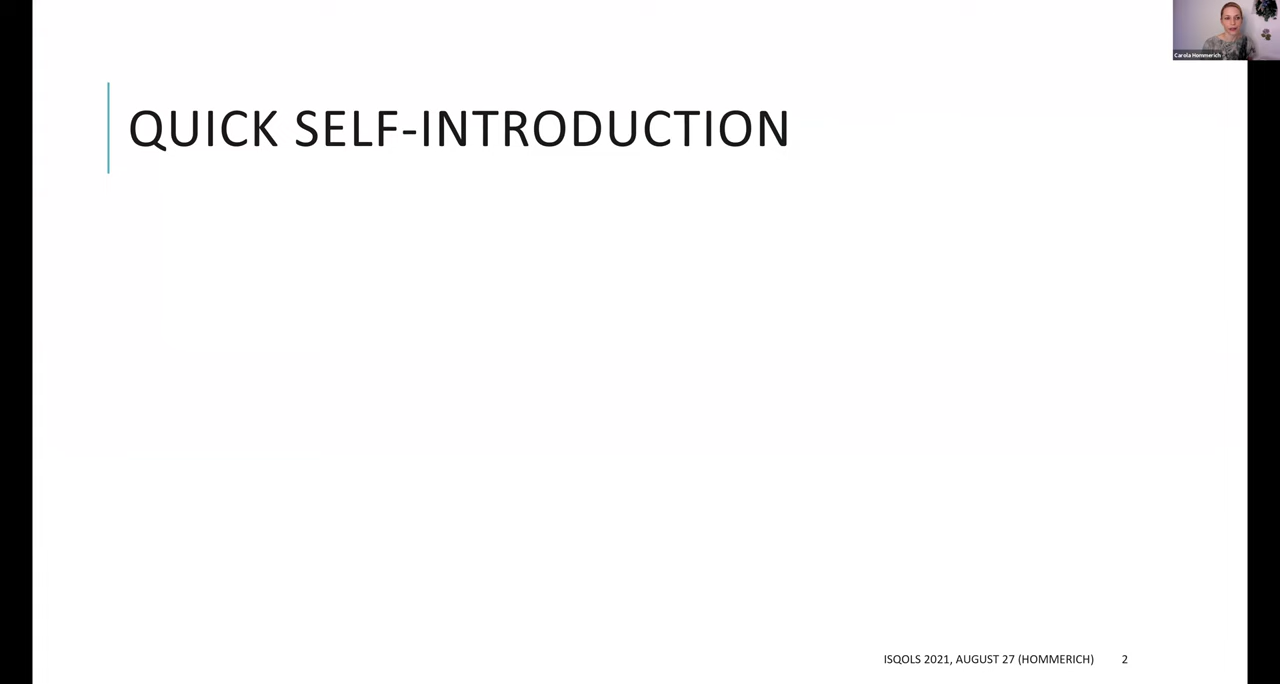 Carola Hommerich
QUICK SELF-INTRODUCTION
ISQOLS 2021, AUGUST 27 (HOMMERICH) 2